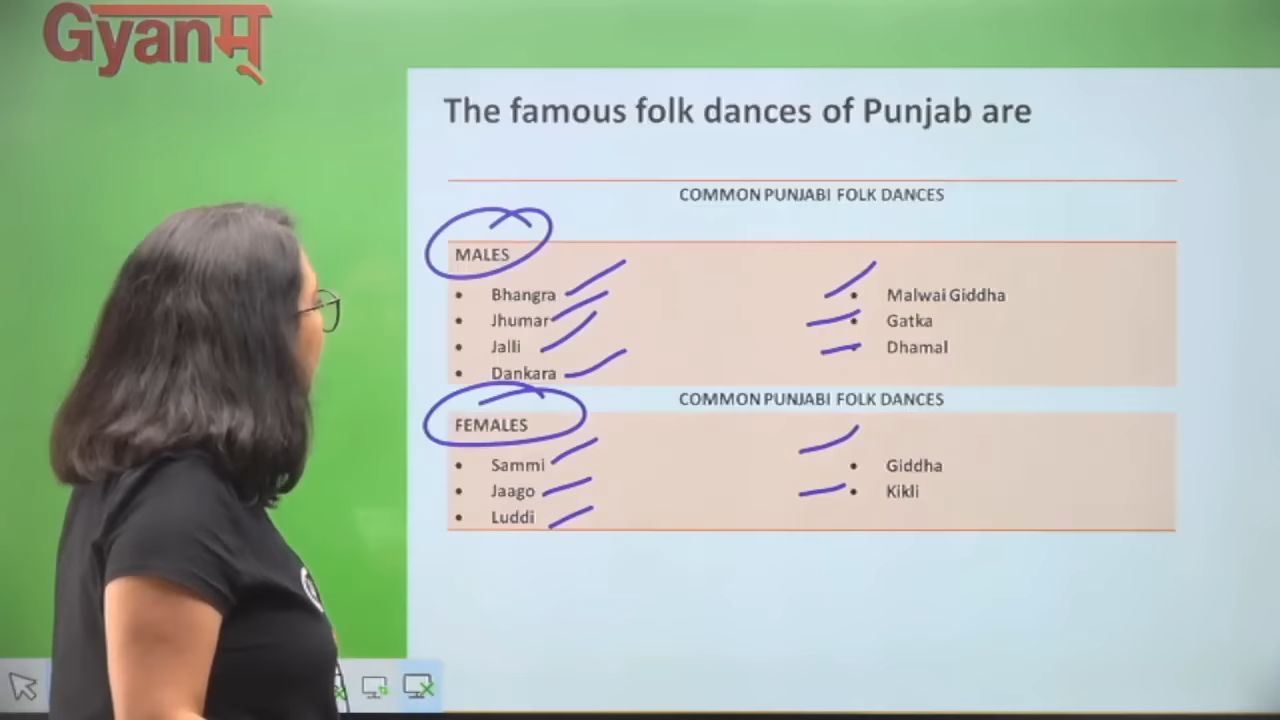 Gyanम्
The famous folk dances of Punjab are
COMMON PUNJABI FOLK DANCES
MALES
• Bhangra
• Jhumar
• Jalli
• Dankara
• Malwai Giddha
• Gatka
• Dhamal
COMMON PUNJABI FOLK DANCES
FEMALES
• Sammi
• Jaago
• Luddi
• Giddha
• Kikli